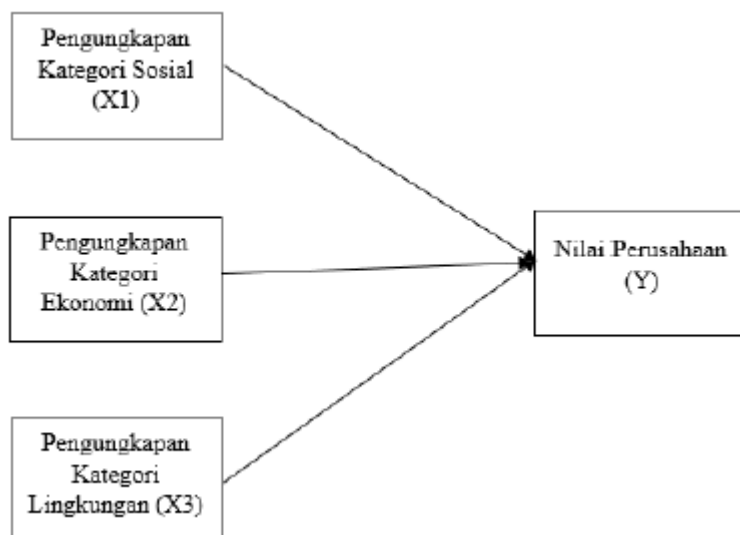 Pengungkapan
Kategori Sosial
(X1)
Pengungkapan
Kategori
Ekonomi (X2)
Nilai Perusahaan
(Y)
Pengungkapan
Kategori
Lingkungan (X3)